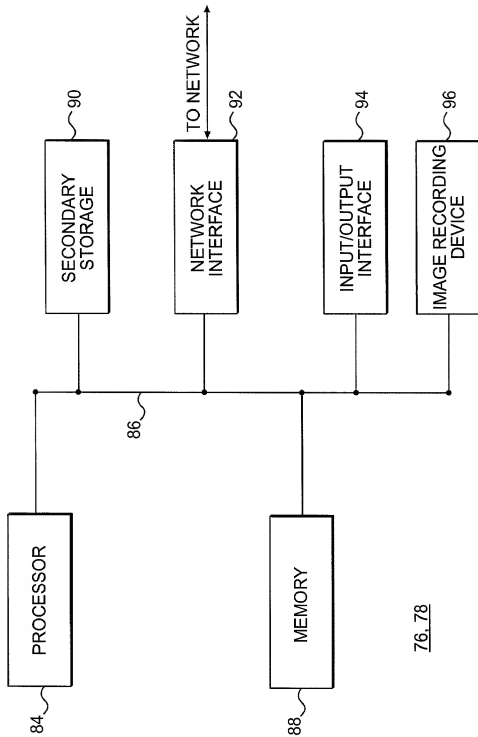 84
PROCESSOR
88
MEMORY
76, 78
86
90
SECONDARY
STORAGE
92
NETWORK
INTERFACE
TO NETWORK
94
INPUT/OUTPUT
INTERFACE
96
IMAGE RECORDING
DEVICE